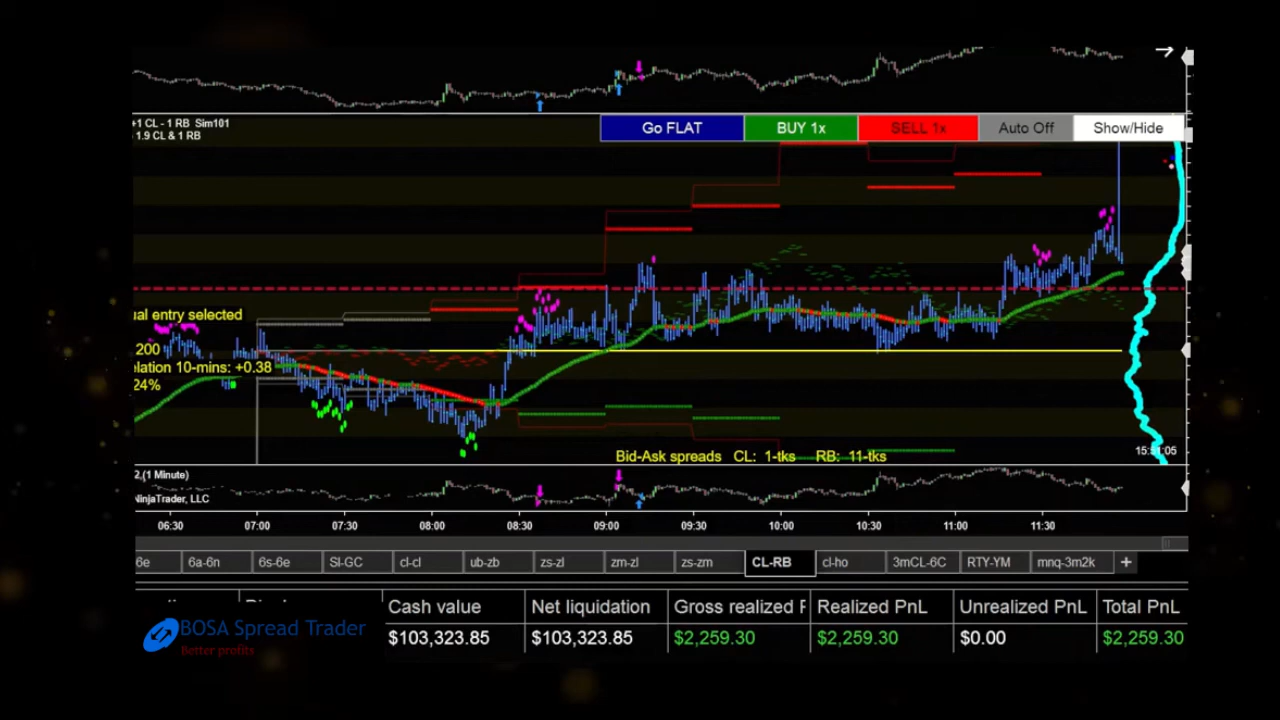 +1 CL - 1 RB Sim101
1.9 CL & 1 RB
Go FLAT BUY 1x SELL 1x Auto Off Show/Hide
entry selected
200
10-mins: +0.38
24%
Bid-Ask spreads CL: 1-tks RB: 11-tks
(1 Minute)
NinjaTrader, LLC
06:30 07:00 07:30 08:00 08:30 09:00 09:30 10:00 10:30 11:00 11:30
6e 6a-6n 6s-6e SI-GC cl-cl ub-zb zs-zl zm-zl zs-zm CL-RB cl-ho 3mCL-6C RTY-YM mnq-3m2k +
Cash value Net liquidation Gross realized Realized PnL Unrealized PnL Total PnL
$103,323.85 $103,323.85 $2,259.30 $2,259.30 $0.00 $2,259.30
BOSA Spread Trader
Better profits